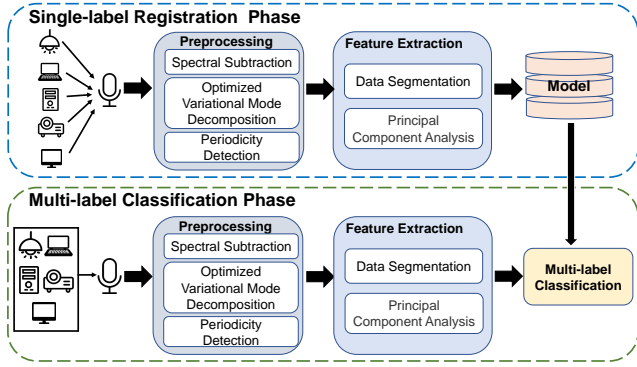 Single-label Registration Phase
Preprocessing
Spectral Subtraction
Optimized
Variational Mode
Decomposition
Periodicity
Detection
Feature Extraction
Data Segmentation
Principal
Component Analysis
Model
Multi-label Classification Phase
Preprocessing
Spectral Subtraction
Optimized
Variational Mode
Decomposition
Periodicity
Detection
Feature Extraction
Data Segmentation
Principal
Component Analysis
Multi-label
Classification